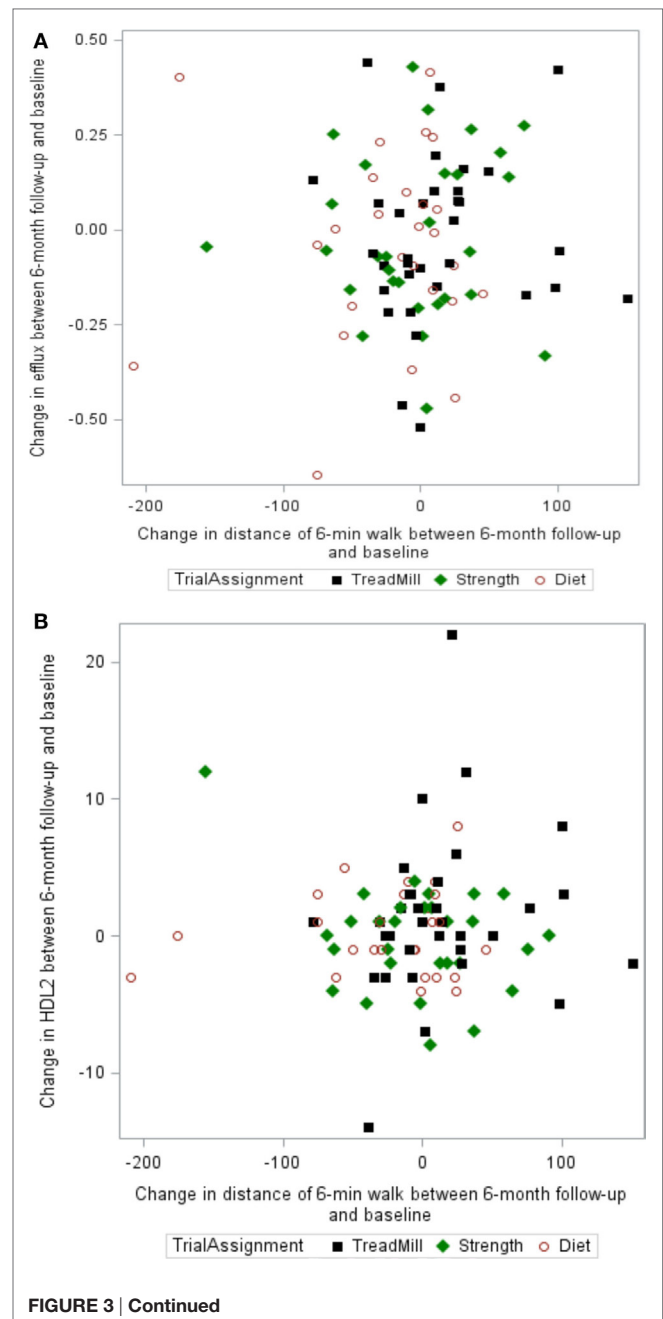 A
Change in efflux between 6-month follow-up and baseline
0.50
0.25
0.00
-0.25
-0.50
-200 -100 0 100
Change in distance of 6-min walk between 6-month follow-up
and baseline
TrialAssignment TreadMill Strength Diet
B
Change in HDL2 between 6-month follow-up and baseline
20
10
0
-10
-200 -100 0 100
Change in distance of 6-min walk between 6-month follow-up
and baseline
TrialAssignment TreadMill Strength Diet
FIGURE 3 | Continued